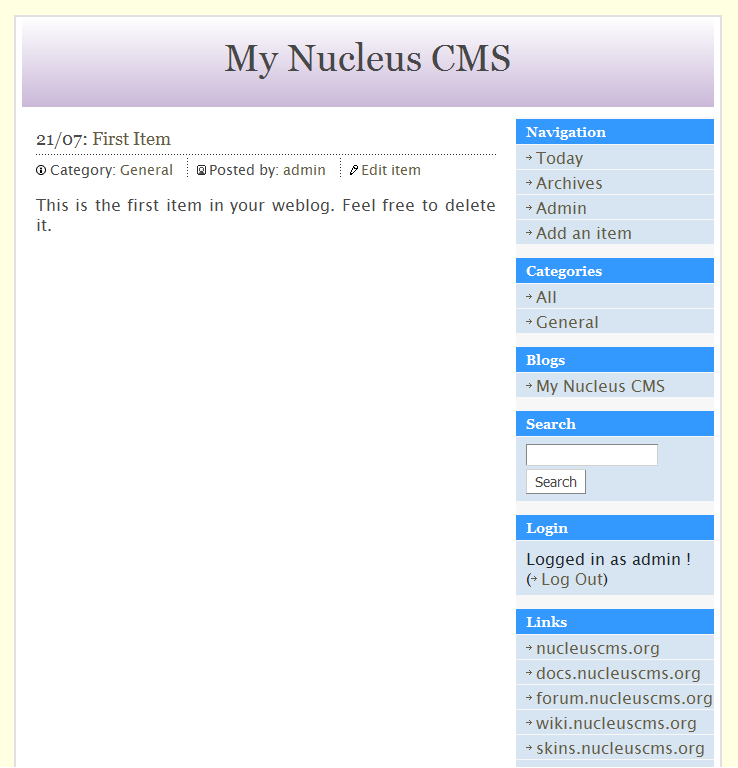 My Nucleus CMS
21/07: First Item
Category: General Posted by: admin Edit item
This is the first item in your weblog. Feel free to delete
it.
Navigation
Today
Archives
Admin
Add an item
Categories
All
General
Blogs
My Nucleus CMS
Search
Search
Login
Logged in as admin !
(Log Out)
Links
nucleuscms.org
docs.nucleuscms.org
forum.nucleuscms.org
wiki.nucleuscms.org
skins.nucleuscms.org